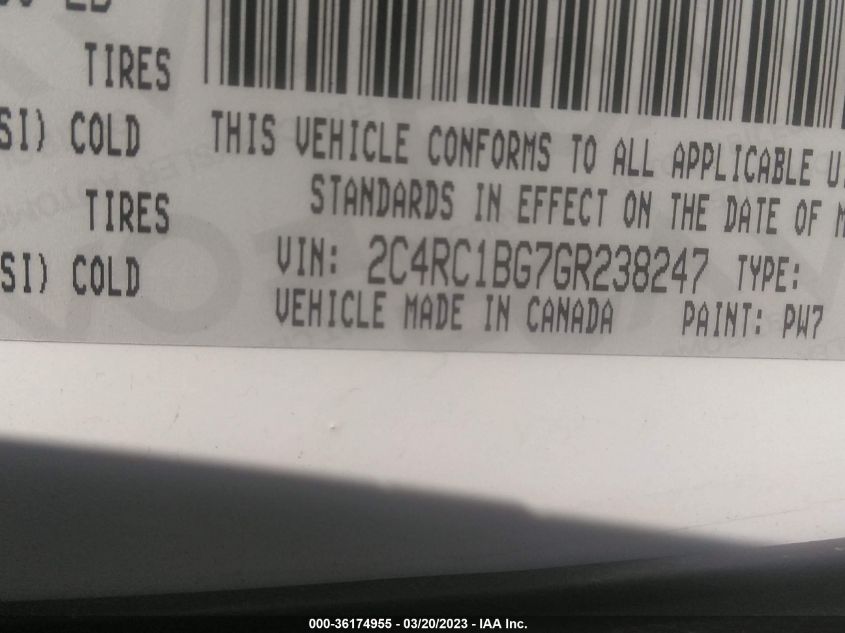 LB
TIRES
SI) COLD
THIS VEHICLE CONFORMS TO ALL APPLICABLE U.
TIRES
STANDARDS IN EFFECT ON THE DATE OF M
SI) COLD
VIN: 2C4RC1BG7GR238247 TYPE:
VEHICLE MADE IN CANADA PAINT: PW7
000-36174955 - 03/20/2023 - IAA Inc.